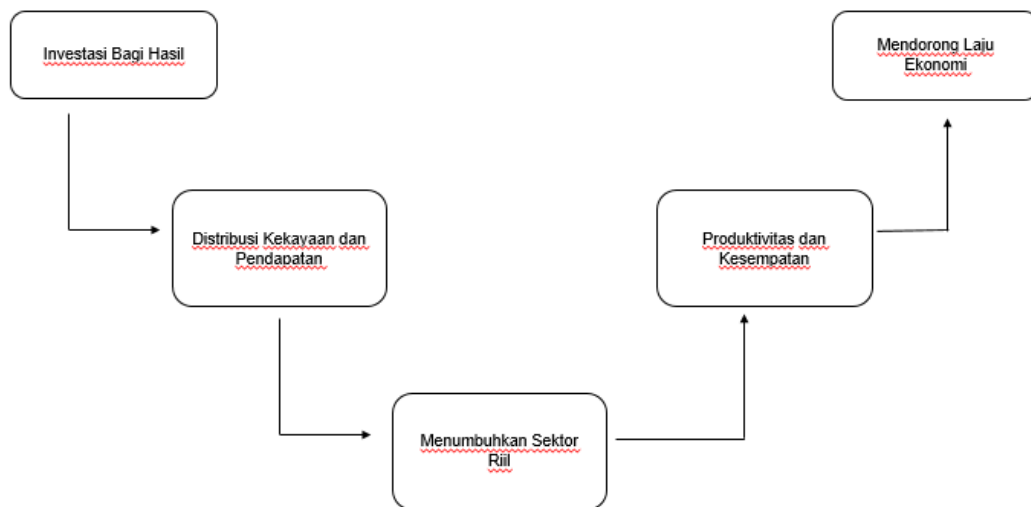 Investasi Bagi Hasil
Distribusi Kekayaan dan
Pendapatan
Menumbuhkan Sektor
Riil
Produktivitas dan
Kesempatan
Mendorong Laju
Ekonomi